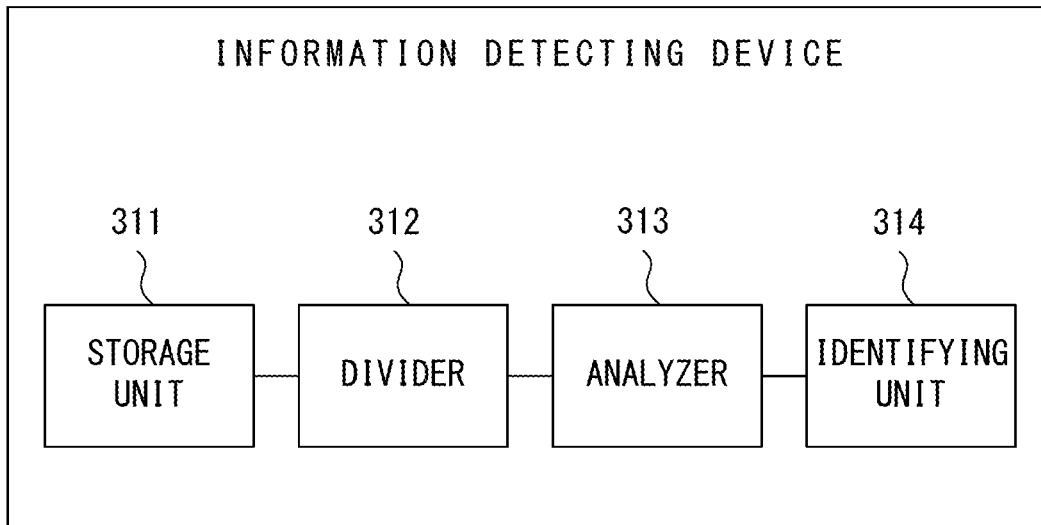 INFORMATION DETECTING DEVICE
311 312 313 314
STORAGE UNIT
DIVIDER
ANALYZER
IDENTIFYING UNIT